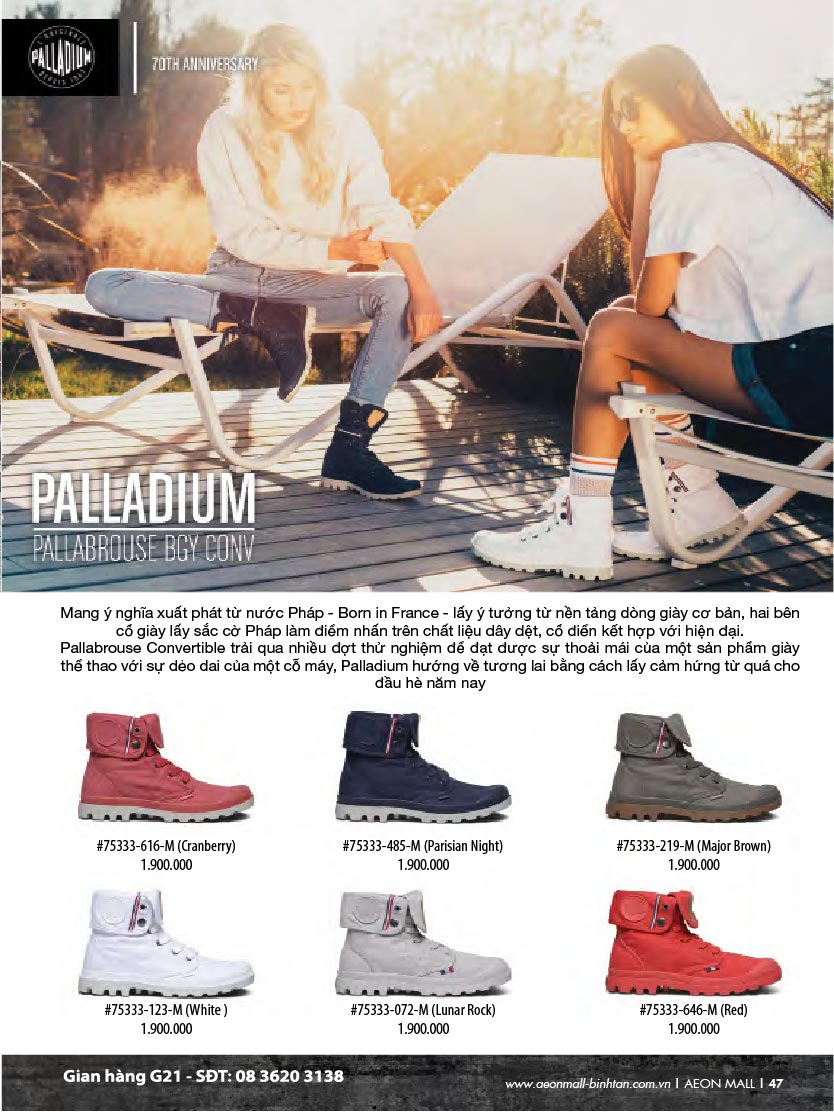 L'ORIGINALE
PALLADIUM
DEPUIS 1947
70TH ANNIVERSARY
PALLADIUM
PALLABROUSE BGY CONV
Mang ý nghĩa xuất phát từ nước Pháp - Born in France - lấy ý tưởng từ nền tảng dòng giày cơ bản, hai bên
cổ giày lấy sắc cờ Pháp làm điểm nhấn trên chất liệu dây dệt, cổ điển kết hợp với hiện đại.
Pallabrouse Convertible trải qua nhiều đợt thử nghiệm để đạt được sự thoải mái của một sản phẩm giày
thể thao với sự dẻo dai của một cỗ máy, Palladium hướng về tương lai bằng cách lấy cảm hứng từ quá cho
đầu hè năm nay
#75333-616-M (Cranberry)
1.900.000
#75333-485-M (Parisian Night)
1.900.000
#75333-219-M (Major Brown)
1.900.000
#75333-123-M (White )
1.900.000
#75333-072-M (Lunar Rock)
1.900.000
#75333-646-M (Red)
1.900.000
Gian hàng G21 - SĐT: 08 3620 3138
www.aeonmall-binhtan.com.vn | AEON MALL | 47